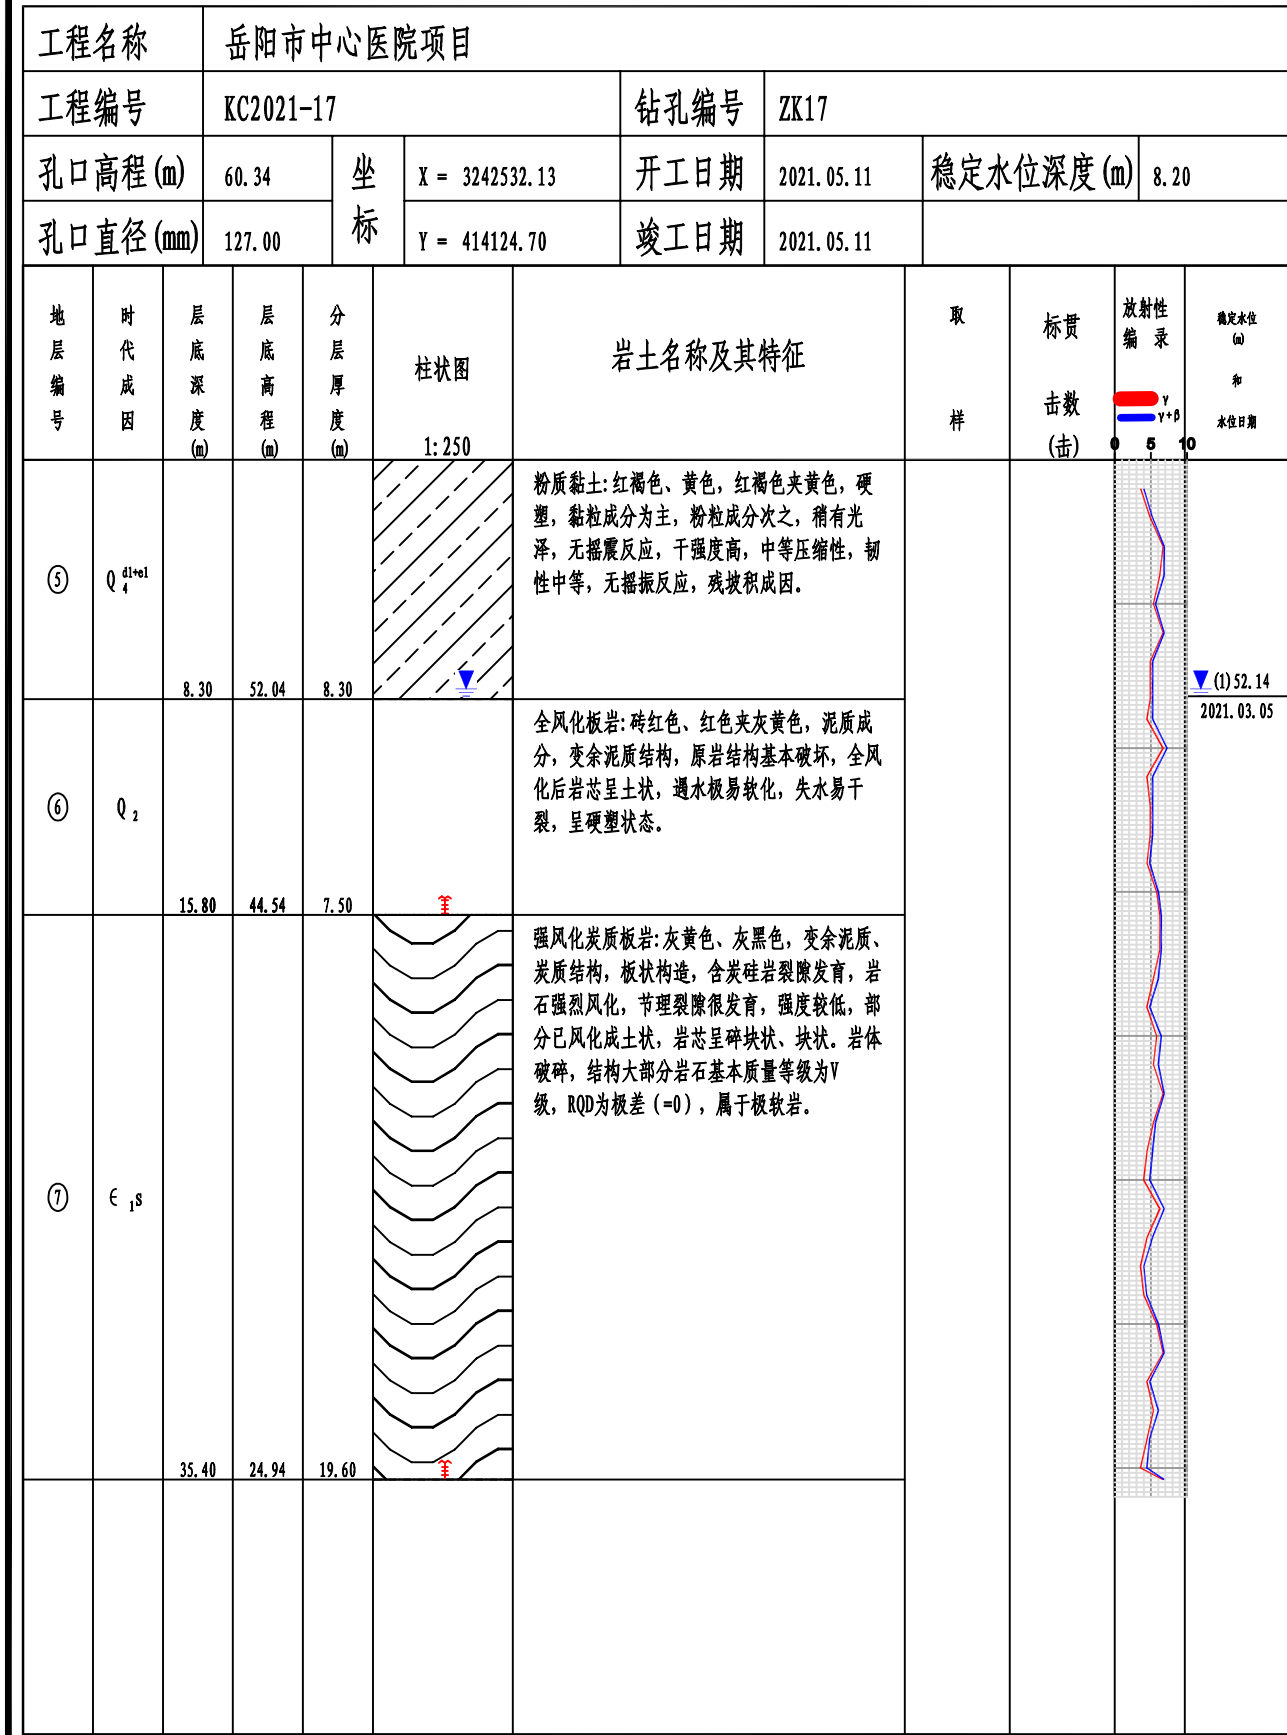 工程名称 岳阳市中心医院项目
工程编号 KC2021-17 钻孔编号 ZK17
孔口高程(m) 60.34 坐标 X = 3242532.13 开工日期 2021.05.11 稳定水位深度(m) 8.20
孔口直径(mm) 127.00 Y = 414124.70 竣工日期 2021.05.11
地层编号 时代成因 层底深度(m) 层底高程(m) 分层厚度(m) 柱状图 1:250 岩土名称及其特征 取样 标贯击数(击) 放射性编录 γ γ+β 0 5 10 稳定水位(m)和水位日期
粉质黏土:红褐色、黄色，红褐色夹黄色，硬
塑，黏粒成分为主，粉粒成分次之，稍有光
泽，无摇震反应，干强度高，中等压缩性，韧
性中等，无摇振反应，残坡积成因。
⑤ Q 4 dl+el
8.30 52.04 8.30 (1)52.14
2021.03.05
全风化板岩:砖红色、红色夹灰黄色，泥质成
分，变余泥质结构，原岩结构基本破坏，全风
化后岩芯呈土状，遇水极易软化，失水易干
裂，呈硬塑状态。
⑥ Q 2
15.80 44.54 7.50
强风化炭质板岩:灰黄色、灰黑色，变余泥质、
炭质结构，板状构造，含炭硅岩裂隙发育，岩
石强烈风化，节理裂隙很发育，强度较低，部
分已风化成土状，岩芯呈碎块状、块状。岩体
破碎，结构大部分岩石基本质量等级为V
级，RQD为极差（=0），属于极软岩。
⑦ ∈ 1s
35.40 24.94 19.60